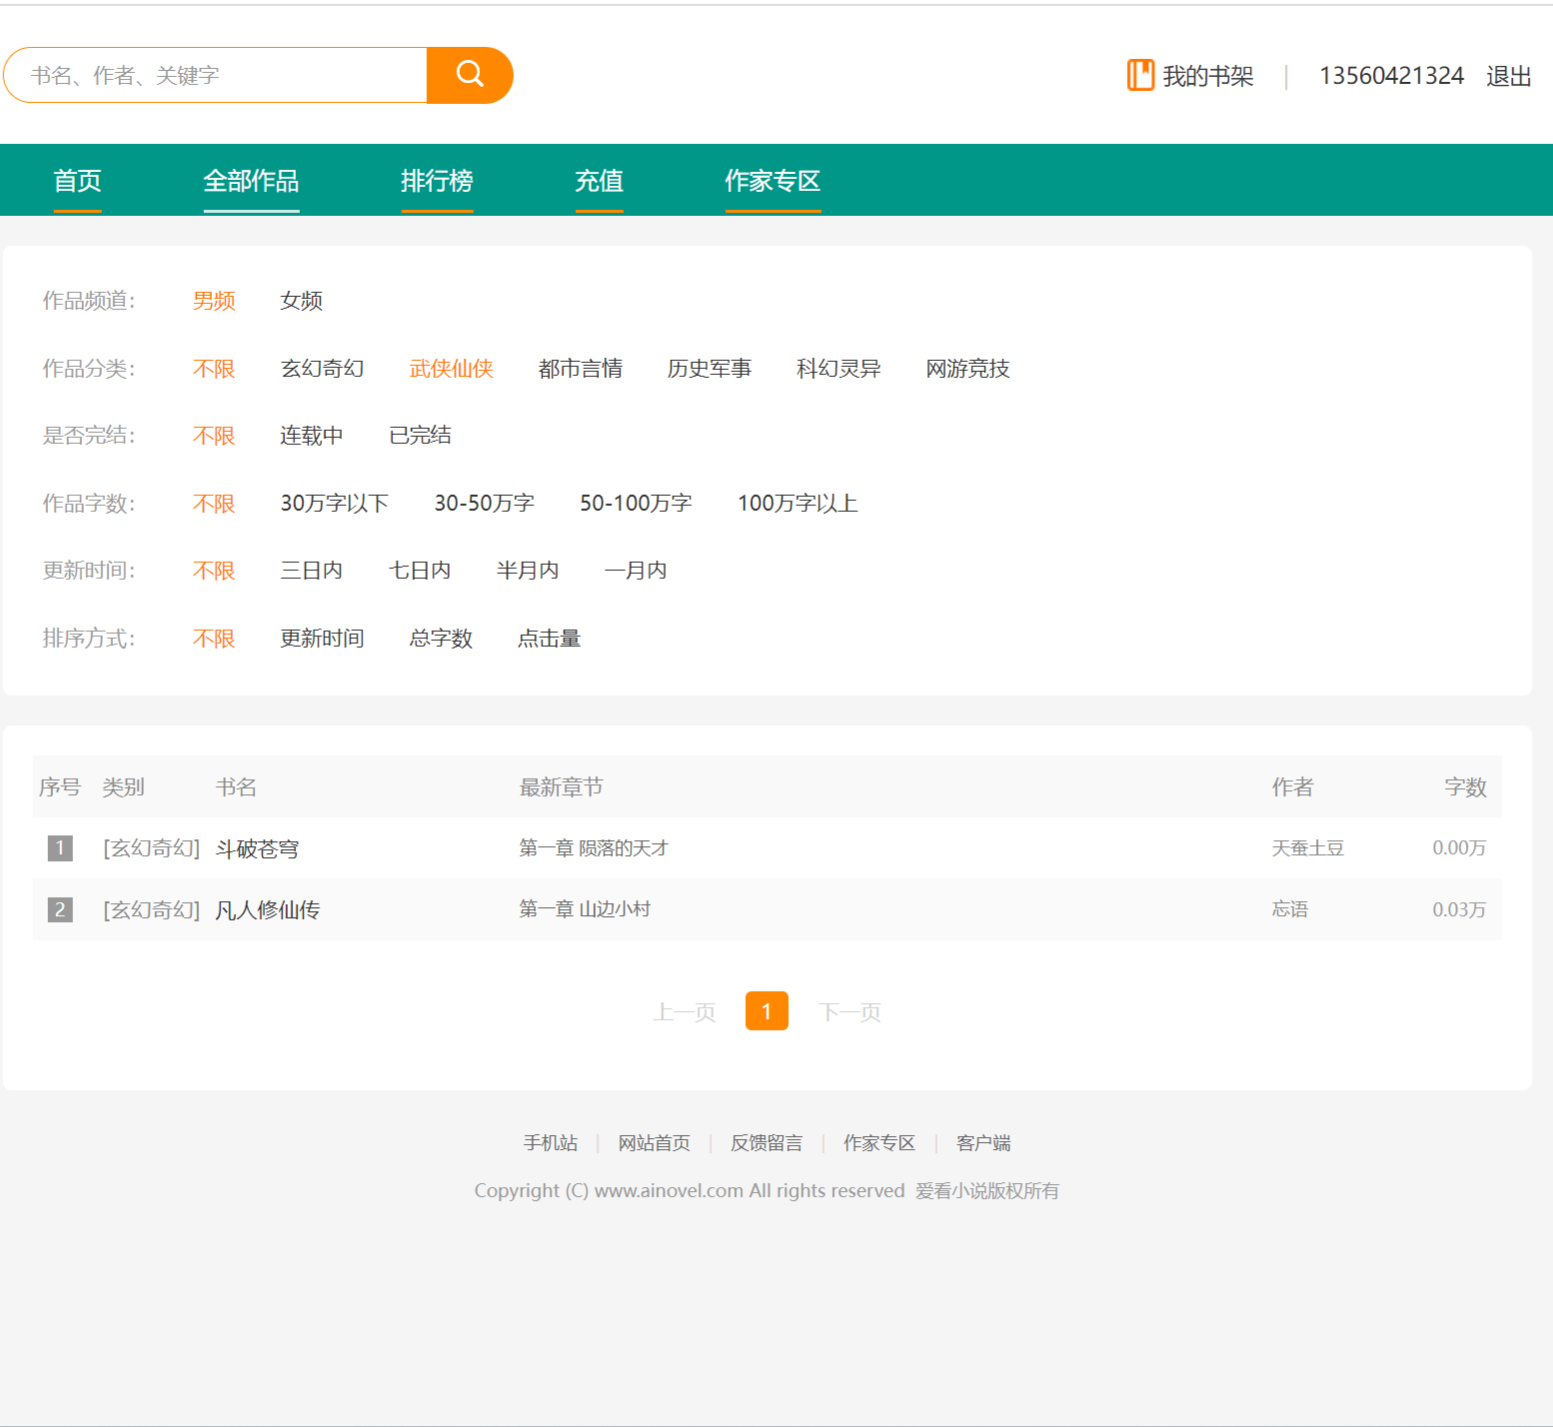 书名、作者、关键字
我的书架 | 13560421324 退出
首页 全部作品 排行榜 充值 作家专区
作品频道: 男频 女频
作品分类: 不限 玄幻奇幻 武侠仙侠 都市言情 历史军事 科幻灵异 网游竞技
是否完结: 不限 连载中 已完结
作品字数: 不限 30万字以下 30-50万字 50-100万字 100万字以上
更新时间: 不限 三日内 七日内 半月内 一月内
排序方式: 不限 更新时间 总字数 点击量
序号 类别 书名 最新章节 作者 字数
1 [玄幻奇幻] 斗破苍穹 第一章 陨落的天才 天蚕土豆 0.00万
2 [玄幻奇幻] 凡人修仙传 第一章 山边小村 忘语 0.03万
上一页 1 下一页
手机站 | 网站首页 | 反馈留言 | 作家专区 | 客户端
Copyright (C) www.ainovel.com All rights reserved 爱看小说版权所有